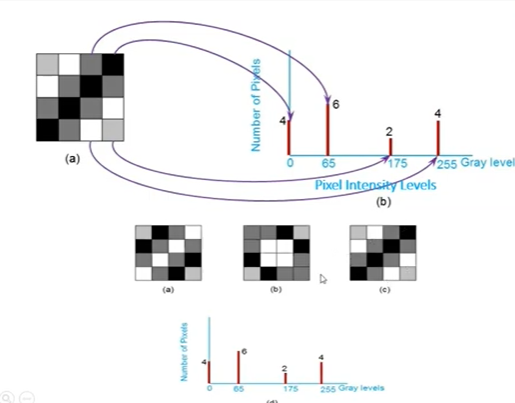 Number of Pixels
4
6
2
4
0
65
175
255
Gray level
Pixel Intensity Levels
(a)
(b)
(a)
(b)
(c)
Number of Pixels
4
6
2
4
0
65
175
255
Gray levels
(d)